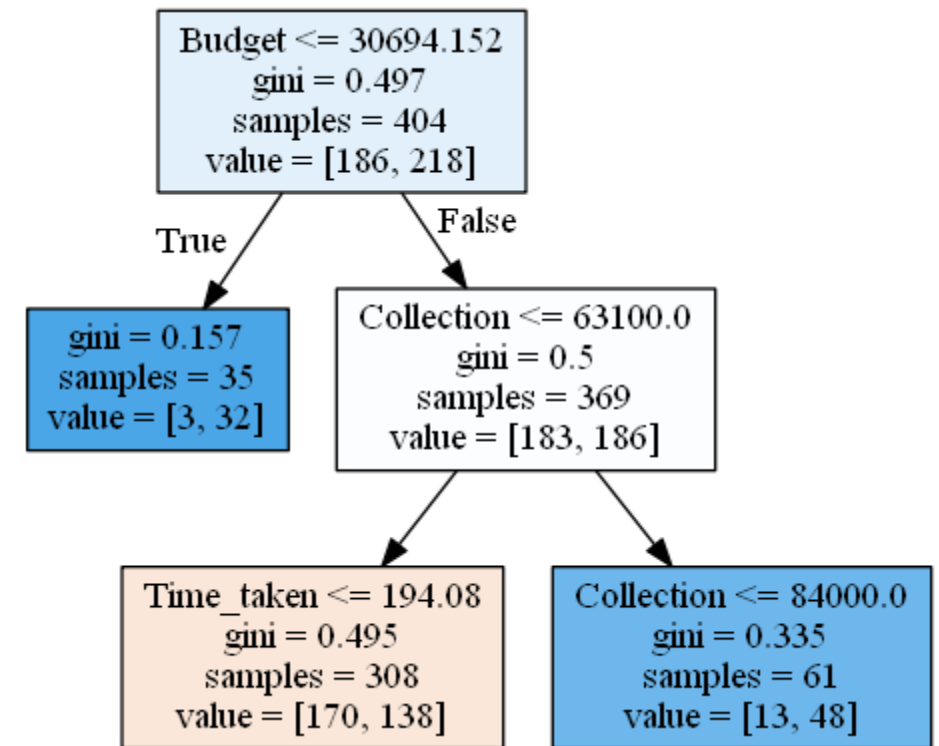 Budget <= 30694.152
gini = 0.497
samples = 404
value = [186, 218]
True
False
gini = 0.157
samples = 35
value = [3, 32]
Collection <= 63100.0
gini = 0.5
samples = 369
value = [183, 186]
Time_taken <= 194.08
gini = 0.495
samples = 308
value = [170, 138]
Collection <= 84000.0
gini = 0.335
samples = 61
value = [13, 48]